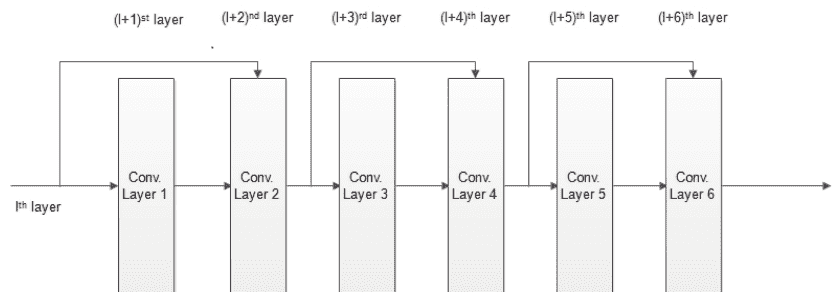 (l+1)ˢᵗ layer (l+2)ⁿᵈ layer (l+3)ʳᵈ layer (l+4)ᵗʰ layer (l+5)ᵗʰ layer (l+6)ᵗʰ layer
Conv. Conv. Conv. Conv. Conv. Conv.
Layer 1 Layer 2 Layer 3 Layer 4 Layer 5 Layer 6
lᵗʰ layer